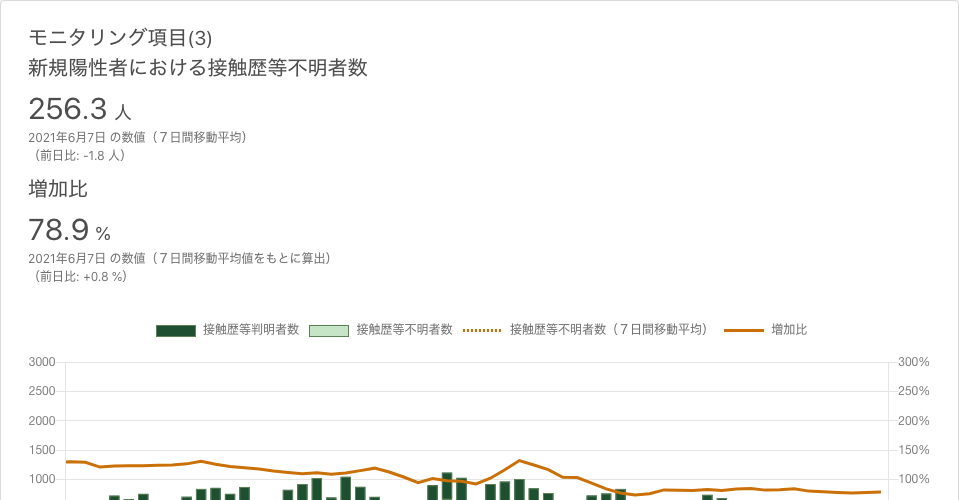 モニタリング項目(3)
新規陽性者における接触歴等不明者数
256.3 人
2021年6月7日 の数値（７日間移動平均）
（前日比: -1.8 人）
増加比
78.9 %
2021年6月7日 の数値（７日間移動平均値をもとに算出）
（前日比: +0.8 %）
接触歴等判明者数 接触歴等不明者数 接触歴等不明者数（７日間移動平均） 増加比
3000 300%
2500 250%
2000 200%
1500 150%
1000 100%